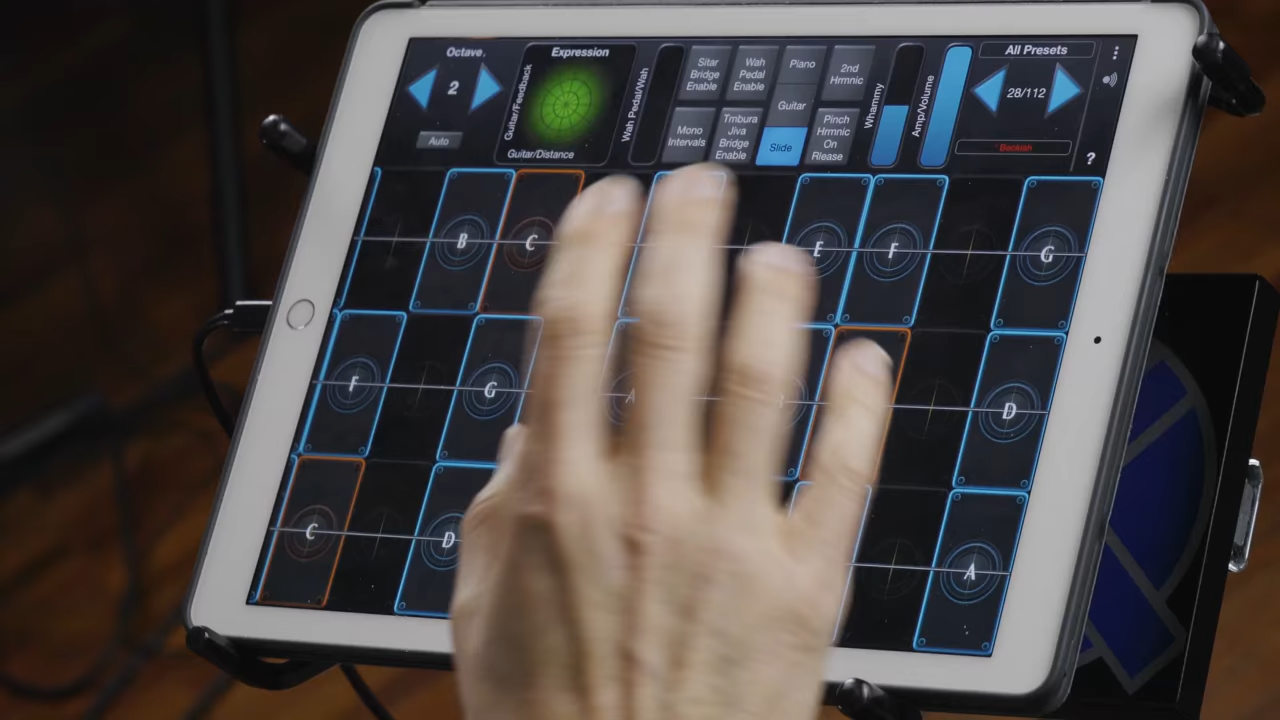 Octave
2
Auto
Guitar/Feedback
Expression
Guitar/Distance
Wah Pedal/Wah
Sitar
Bridge
Enable
Wah
Pedal
Enable
Piano
2nd
Hrmnic
Mono
Intervals
Tmbura
Jiva
Bridge
Enable
Guitar
Slide
Pinch
Hrmnic
On
Rlease
Whammy
Amp/Volume
All Presets
28/112
* Beckish
?
B
C
E
F
G
F
G
A
D
C
D
A